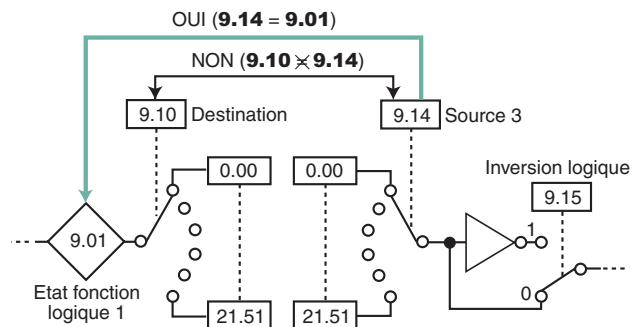 OUI (9.14 = 9.01)
NON (9.10 ⨯ 9.14)
9.10 Destination
9.14 Source 3
0.00
0.00
Inversion logique
9.15
9.01
1
Etat fonction
logique 1
0
21.51
21.51